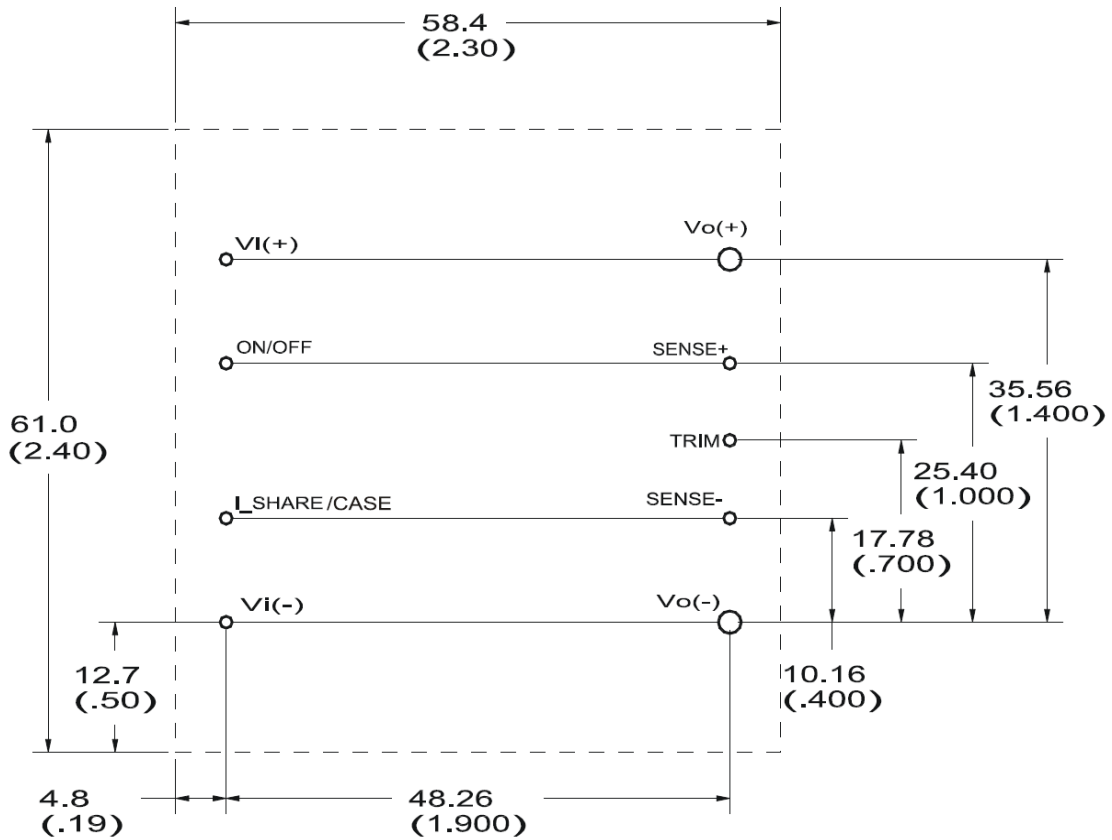 58.4
(2.30)
Vo(+)
VI(+)
ON/OFF
SENSE+
35.56
(1.400)
61.0
(2.40)
TRIM
25.40
(1.000)
I_SHARE/CASE
SENSE-
17.78
(.700)
Vi(-)
Vo(-)
12.7
(.50)
10.16
(.400)
4.8
(.19)
48.26
(1.900)